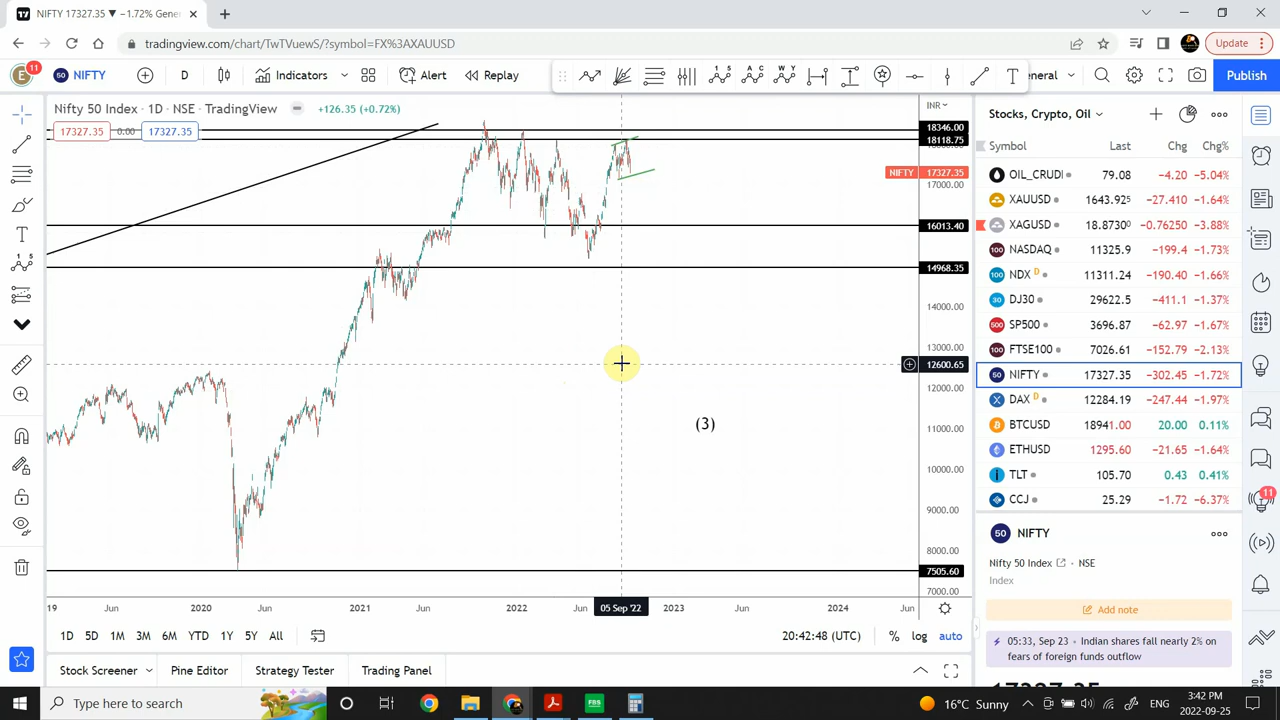 NIFTY 17327.35 ▼ −1.72% Gener
tradingview.com/chart/TwTVuewS/?symbol=FX%3AXAUUSD
Update
E 11
50 NIFTY
D
Indicators
Alert
Replay
eneral
Publish
Nifty 50 Index · 1D · NSE · TradingView
+126.35 (+0.72%)
17327.35 0.00 17327.35
INR
18346.00
18118.75
18000.00
NIFTY 17327.35
17000.00
16013.40
14968.35
14000.00
13000.00
12600.65
12000.00
(3)
11000.00
10000.00
9000.00
8000.00
7505.60
7000.00
19 Jun 2020 Jun 2021 Jun 2022 Jun 05 Sep '22 2023 Jun 2024 Jun
1D 5D 1M 3M 6M YTD 1Y 5Y All
20:42:48 (UTC)
% log auto
Stock Screener
Pine Editor
Strategy Tester
Trading Panel
Stocks, Crypto, Oil
Symbol Last Chg Chg%
OIL_CRUDI 79.08 −4.20 −5.04%
XAUUSD 1643.925 −27.410 −1.64%
XAGUSD 18.8730 −0.76250 −3.88%
NASDAQ 11325.9 −199.4 −1.73%
NDX D 11311.24 −190.40 −1.66%
DJ30 29622.5 −411.1 −1.37%
SP500 3696.87 −62.97 −1.67%
FTSE100 7026.61 −152.79 −2.13%
NIFTY 17327.35 −302.45 −1.72%
DAX D 12284.19 −247.44 −1.97%
BTCUSD 18941.00 20.00 0.11%
ETHUSD 1295.60 −21.65 −1.64%
TLT 105.70 0.43 0.41%
CCJ 25.29 −1.72 −6.37%
50 NIFTY
Nifty 50 Index · NSE
Index
Add note
05:33, Sep 23 • Indian shares fall nearly 2% on
fears of foreign funds outflow
17327.35
11
Type here to search
FBS
16°C Sunny
ENG
3:42 PM
2022-09-25